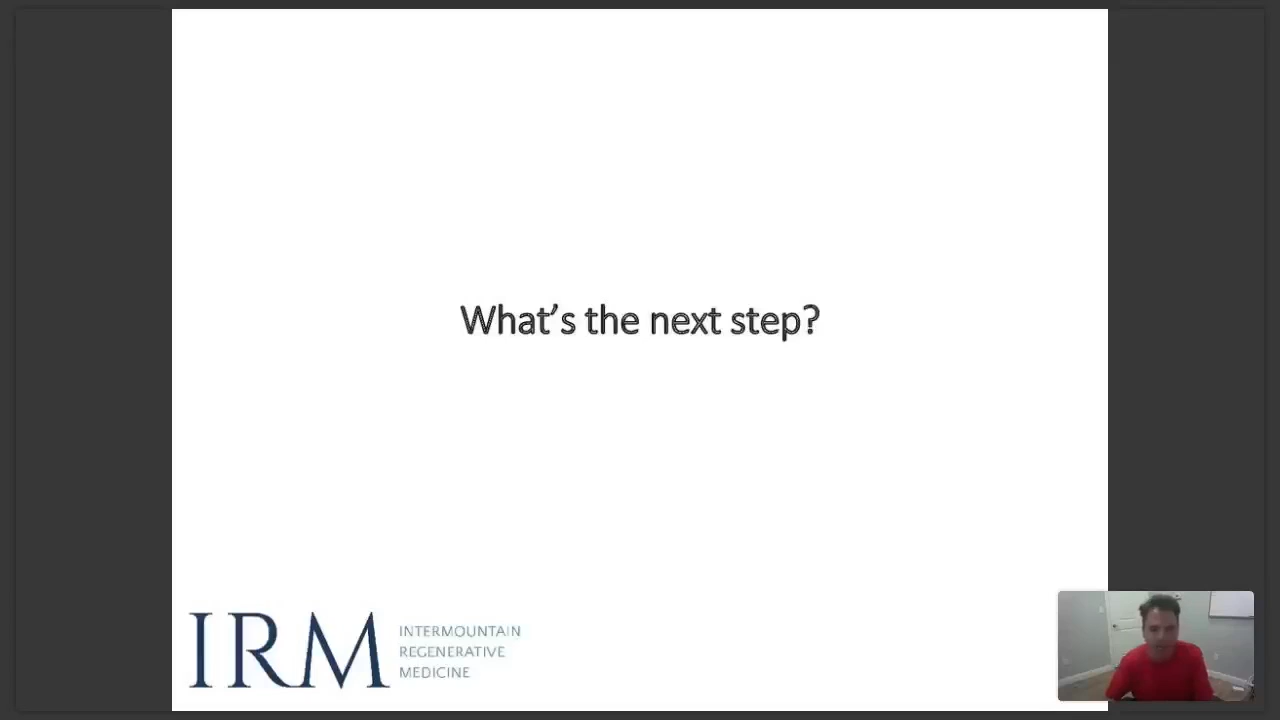 What's the next step?
IRM
INTERMOUNTAIN
REGENERATIVE
MEDICINE